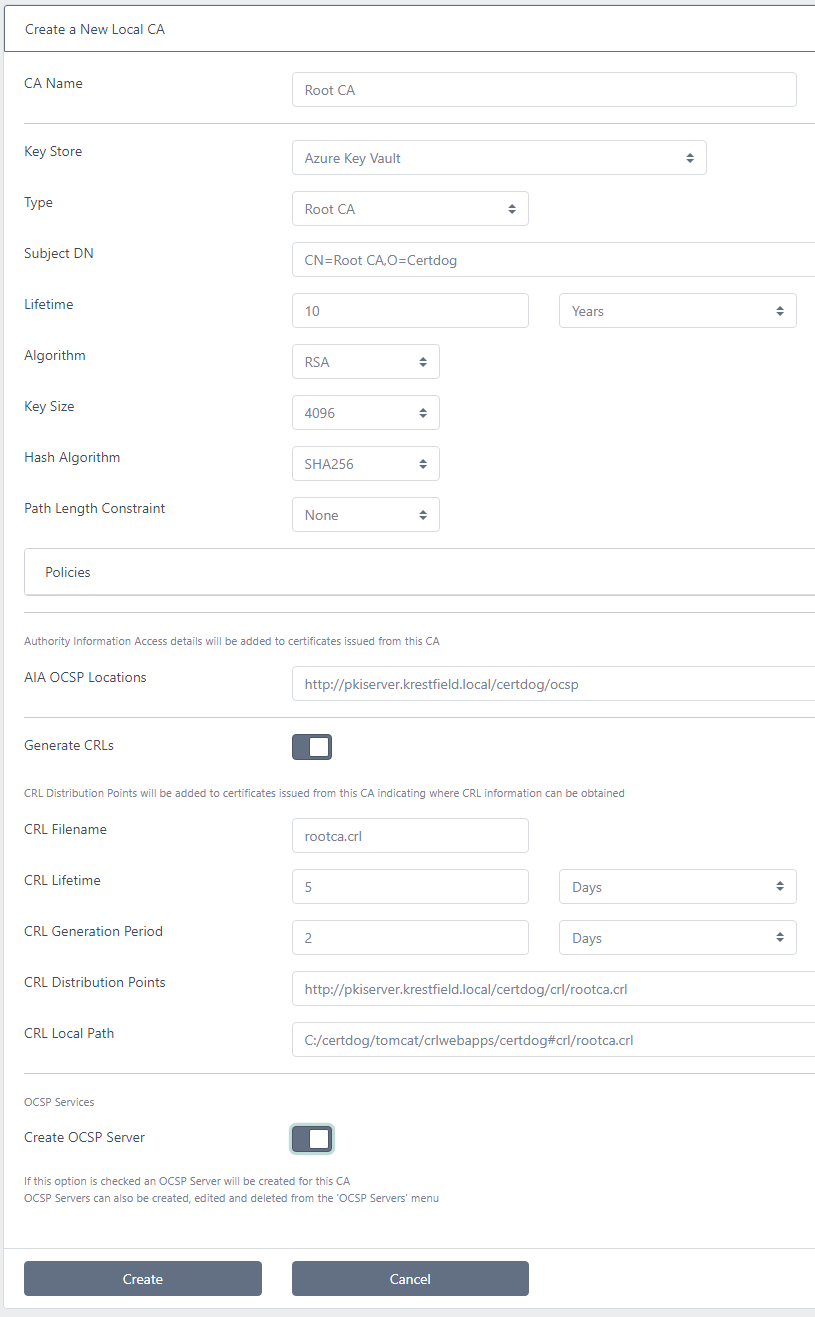 Create a New Local CA
CA Name
Root CA
Key Store
Azure Key Vault
Type
Root CA
Subject DN
CN=Root CA,O=Certdog
Lifetime
10
Years
Algorithm
RSA
Key Size
4096
Hash Algorithm
SHA256
Path Length Constraint
None
Policies
Authority Information Access details will be added to certificates issued from this CA
AIA OCSP Locations
http://pkiserver.krestfield.local/certdog/ocsp
Generate CRLs
CRL Distribution Points will be added to certificates issued from this CA indicating where CRL information can be obtained
CRL Filename
rootca.crl
CRL Lifetime
5
Days
CRL Generation Period
2
Days
CRL Distribution Points
http://pkiserver.krestfield.local/certdog/crl/rootca.crl
CRL Local Path
C:/certdog/tomcat/crlwebapps/certdog#crl/rootca.crl
OCSP Services
Create OCSP Server
If this option is checked an OCSP Server will be created for this CA
OCSP Servers can also be created, edited and deleted from the 'OCSP Servers' menu
Create
Cancel